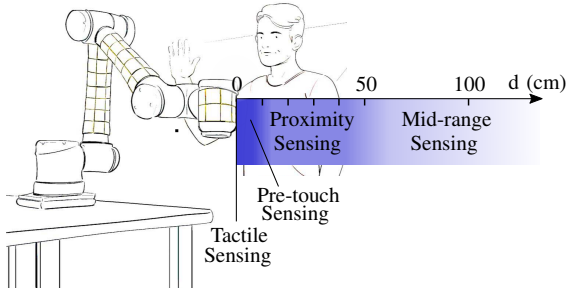 0 50 100 d (cm)
Proximity Mid-range
Sensing Sensing
Pre-touch
Sensing
Tactile
Sensing